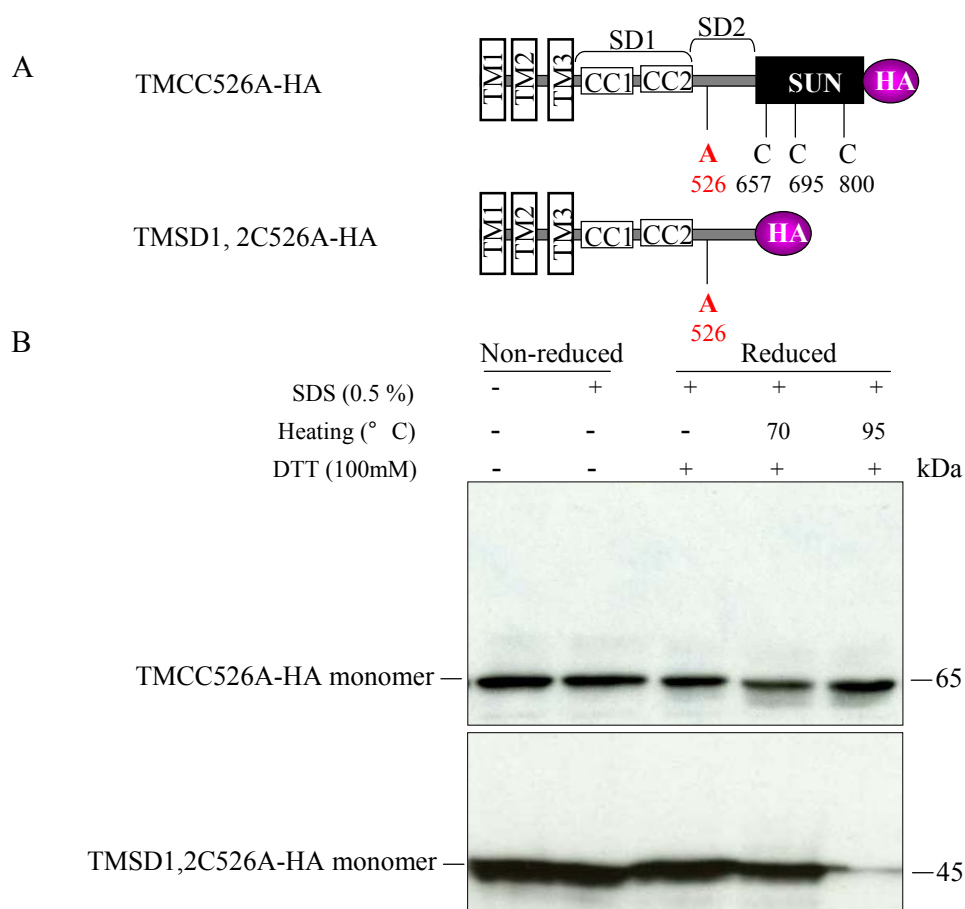 A
SD1 SD2
TMCC526A-HA
TM1 TM2 TM3 CC1 CC2 SUN HA
A C C C
526 657 695 800
TMSD1, 2C526A-HA
TM1 TM2 TM3 CC1 CC2 HA
A
526
B
Non-reduced Reduced
SDS (0.5 %) - + + + +
Heating (° C) - - - 70 95
DTT (100mM) - - + + + kDa
TMCC526A-HA monomer — —65
TMSD1,2C526A-HA monomer — —45